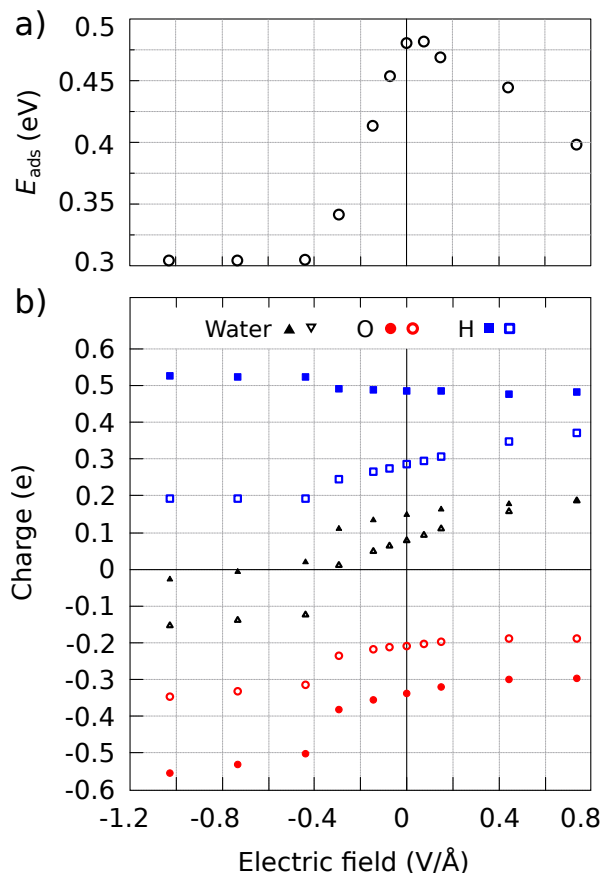 a)
0.5
0.45
0.4
0.35
0.3
E_ads (eV)
b)
Water
O
H
0.6
0.5
0.4
0.3
0.2
0.1
0
-0.1
-0.2
-0.3
-0.4
-0.5
-0.6
Charge (e)
-1.2 -0.8 -0.4 0 0.4 0.8
Electric field (V/Å)